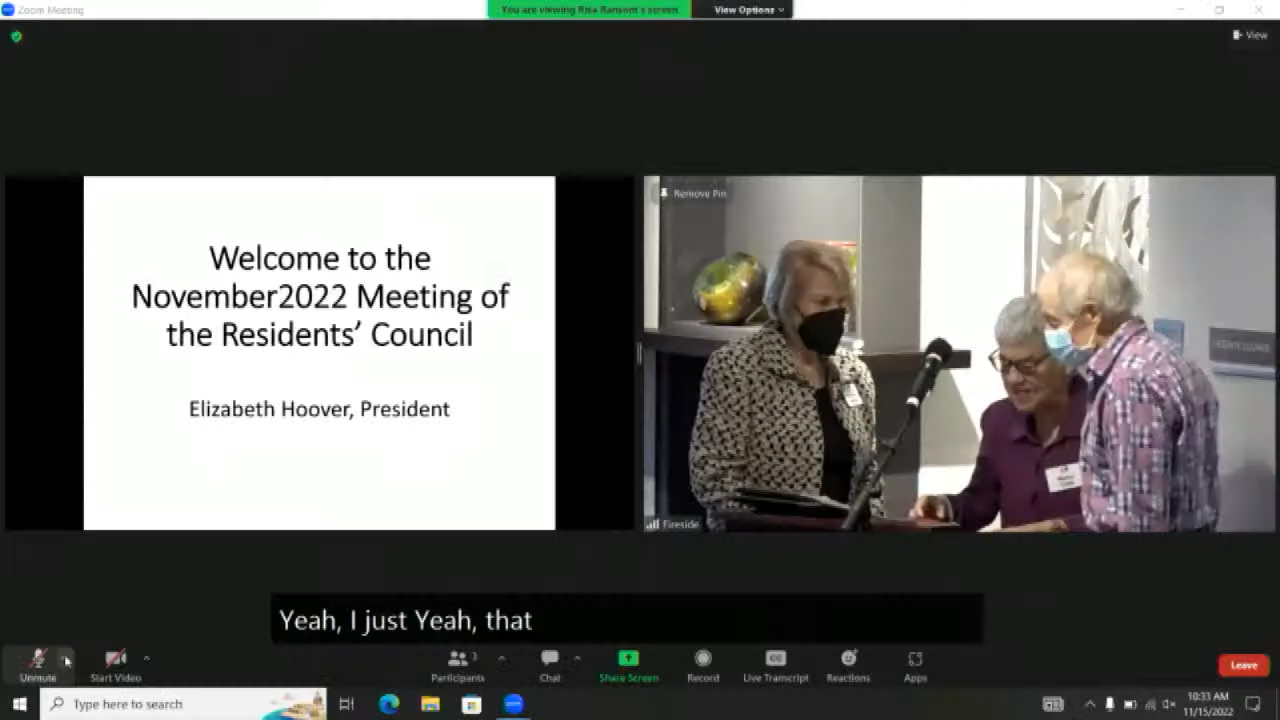 Zoom Meeting
You are viewing Risa Ransom's screen
View Options
View
Remove Pin
Welcome to the
November2022 Meeting of
the Residents' Council
Elizabeth Hoover, President
Fireside
Yeah, I just Yeah, that
Unmute
Start Video
Participants
3
Chat
Share Screen
Record
CC
Live Transcript
Reactions
Apps
Leave
Type here to search
10:33 AM
11/15/2022